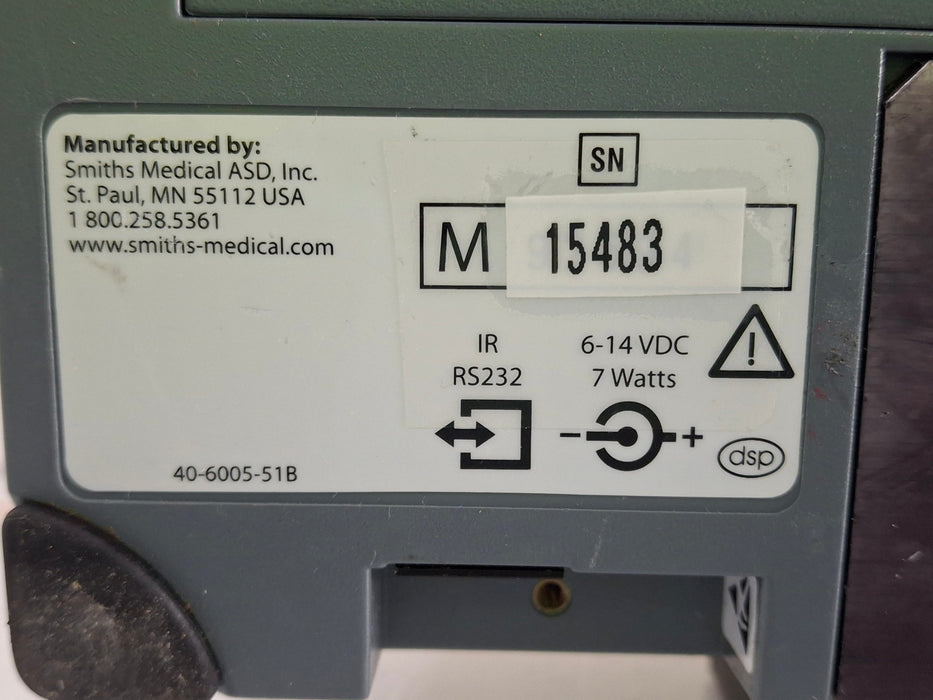 Manufactured by:
Smiths Medical ASD, Inc.
St. Paul, MN 55112 USA
1 800.258.5361
www.smiths-medical.com
SN
M 15483
IR
RS232
6-14 VDC
7 Watts
- +
dsp
40-6005-51B